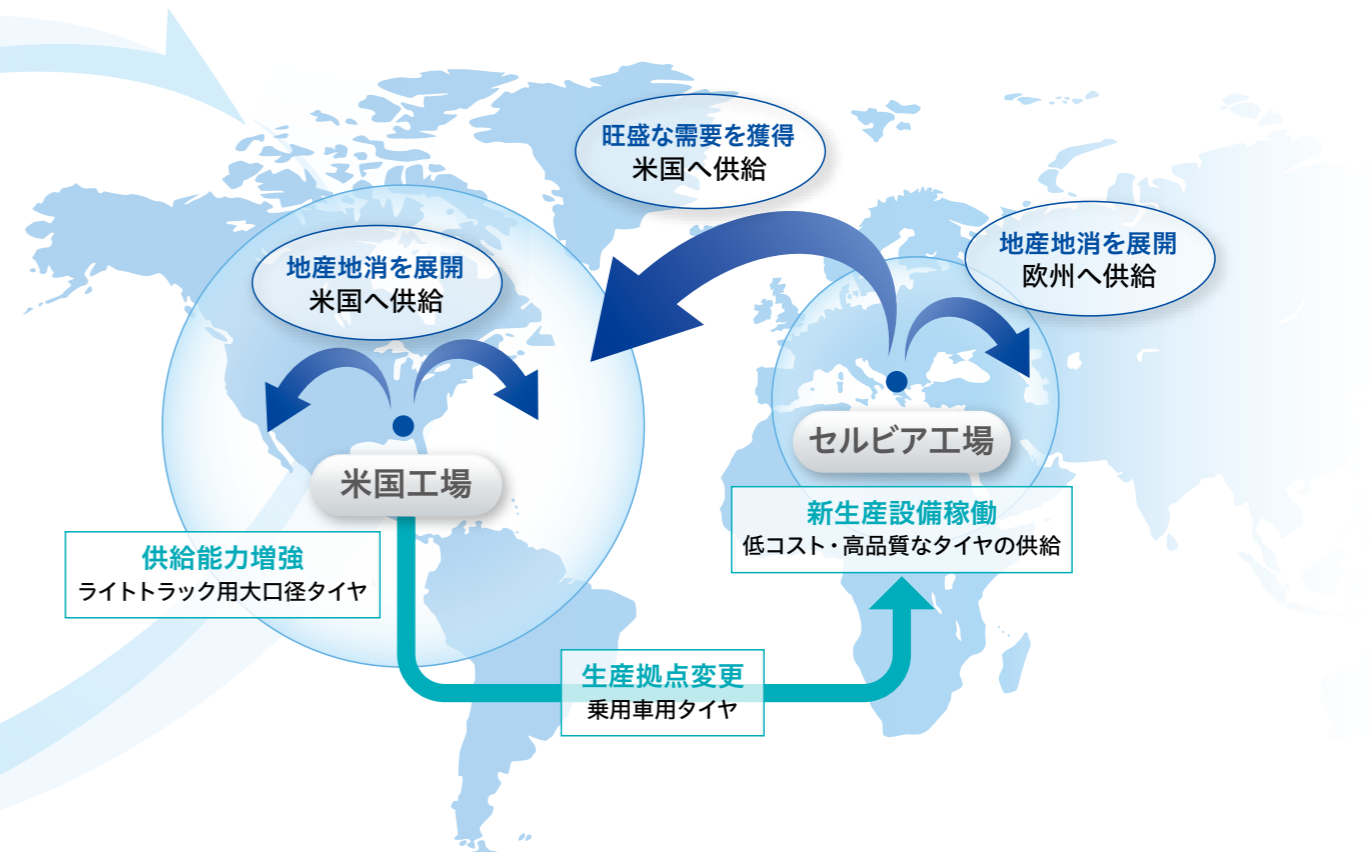 旺盛な需要を獲得
米国へ供給
地産地消を展開
欧州へ供給
地産地消を展開
米国へ供給
セルビア工場
米国工場
新生産設備稼働
低コスト・高品質なタイヤの供給
供給能力増強
ライトトラック用大口径タイヤ
生産拠点変更
乗用車用タイヤ